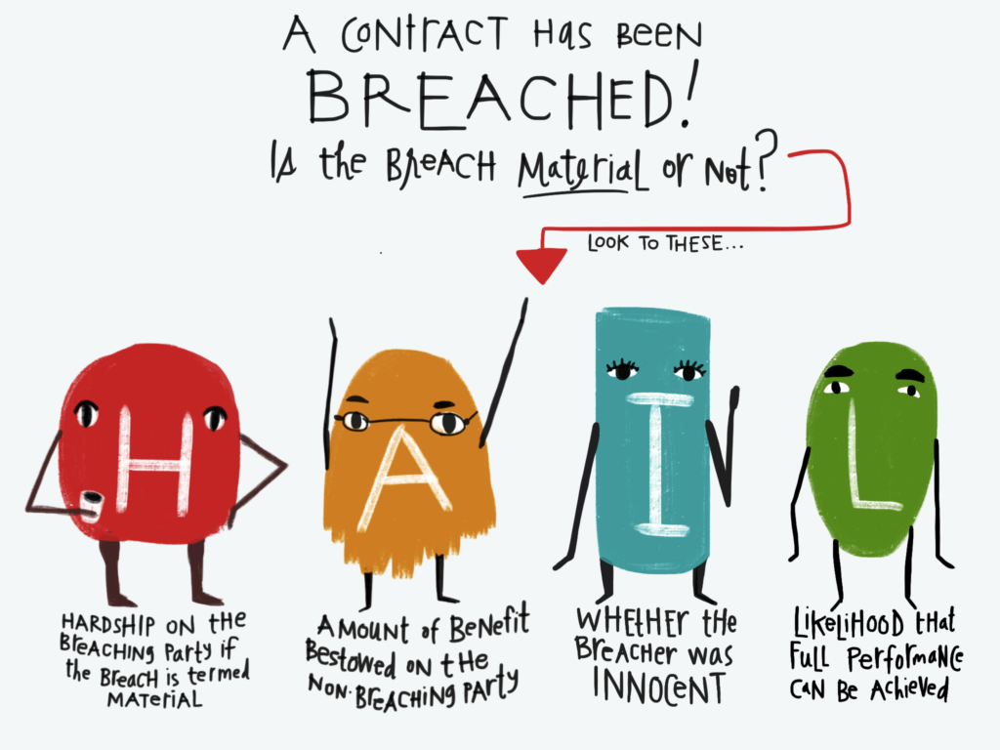 A CONTRACT HAS BEEN
BREACHED!
Is the BREACH Material or Not?
LOOK TO THESE...
H
A
I
L
HARDSHIP ON the
BREACHING PARTY if
the BREACH is termed
MATERIAL
AMOUNT of BENEFIT
BESTOWED ON the
NON-BREACHING PARTY
WHETHER the
BREACHER was
INNOCENT
LIKELIHOOD tHAT
FULL PERFORMANCE
CAN BE ACHIEVED